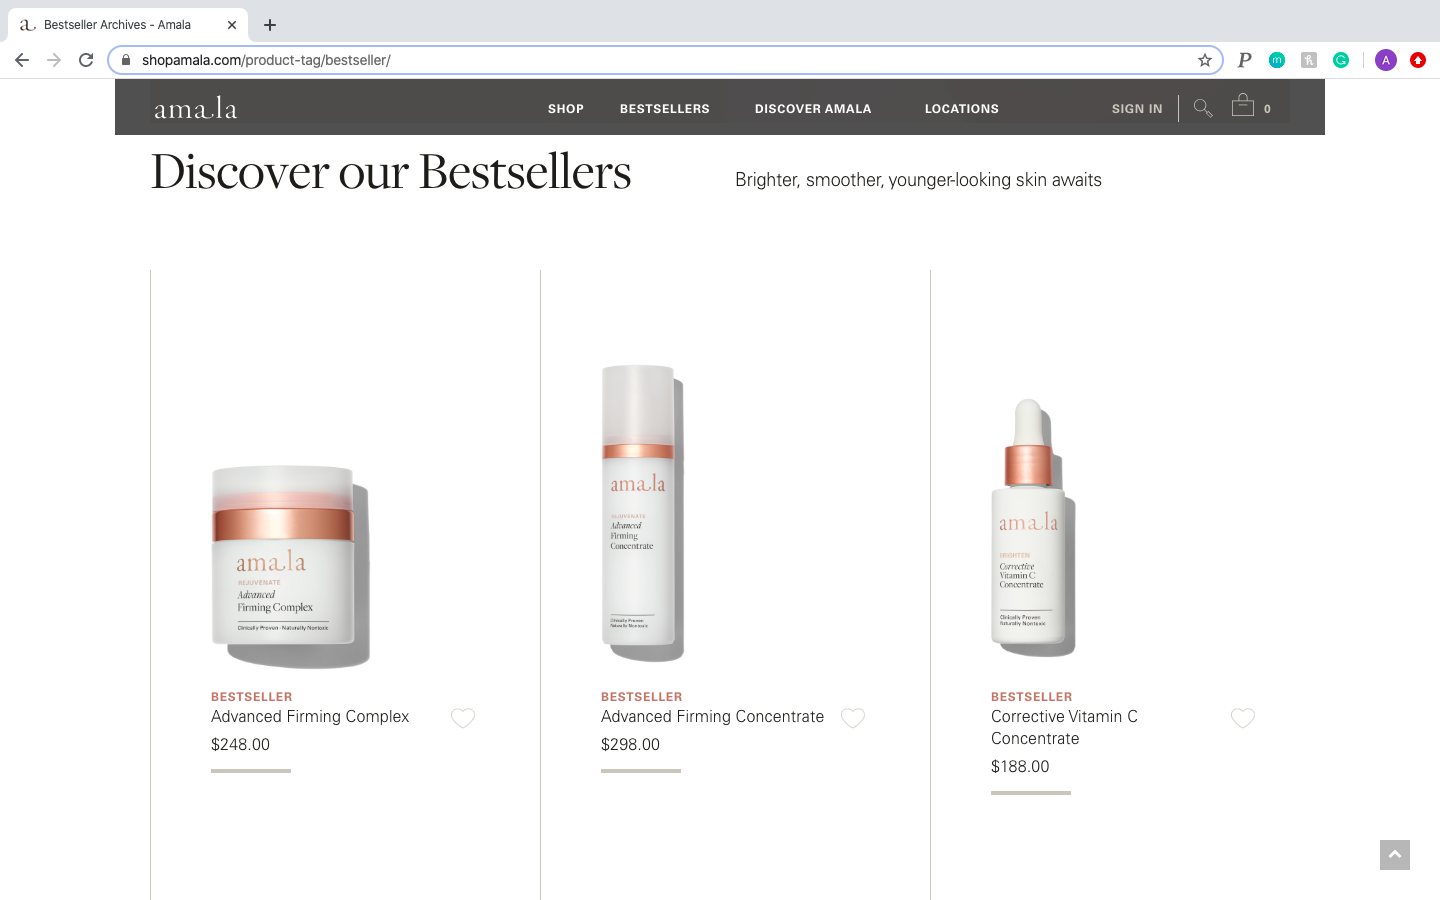 Bestseller Archives - Amala
shopamala.com/product-tag/bestseller/
P
m
G
A
amala
SHOP
BESTSELLERS
DISCOVER AMALA
LOCATIONS
SIGN IN
0
Discover our Bestsellers
Brighter, smoother, younger-looking skin awaits
amala
REJUVENATE
Advanced
Firming Complex
Clinically Proven · Naturally Nontoxic
BESTSELLER
Advanced Firming Complex
$248.00
amala
REJUVENATE
Advanced
Firming
Concentrate
Clinically Proven
Naturally Nontoxic
BESTSELLER
Advanced Firming Concentrate
$298.00
amala
BRIGHTEN
Corrective
Vitamin C
Concentrate
Clinically Proven
Naturally Nontoxic
BESTSELLER
Corrective Vitamin C
Concentrate
$188.00